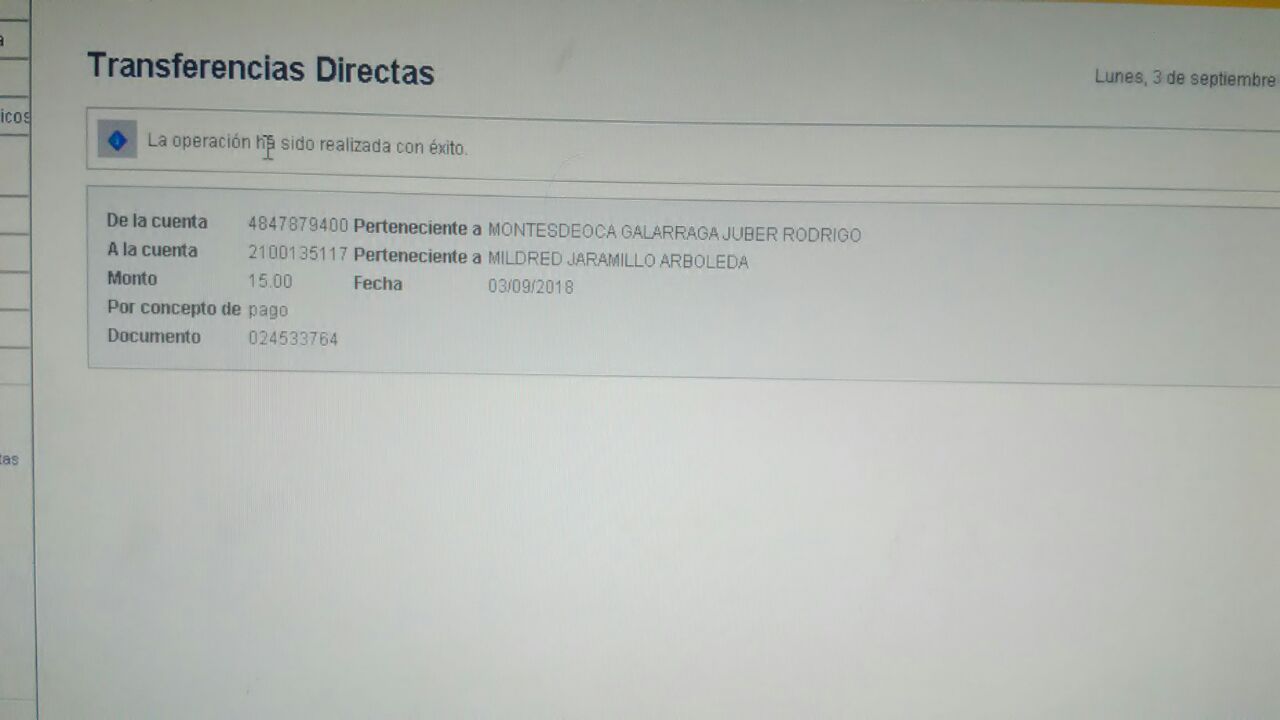 Transferencias Directas
Lunes, 3 de septiembre
La operación ha sido realizada con éxito.
De la cuenta 4847879400 Perteneciente a MONTESDEOCA GALARRAGA JUBER RODRIGO
A la cuenta 2100135117 Perteneciente a MILDRED JARAMILLO ARBOLEDA
Monto 15.00 Fecha 03/09/2018
Por concepto de pago
Documento 024533764
a
icos
tas